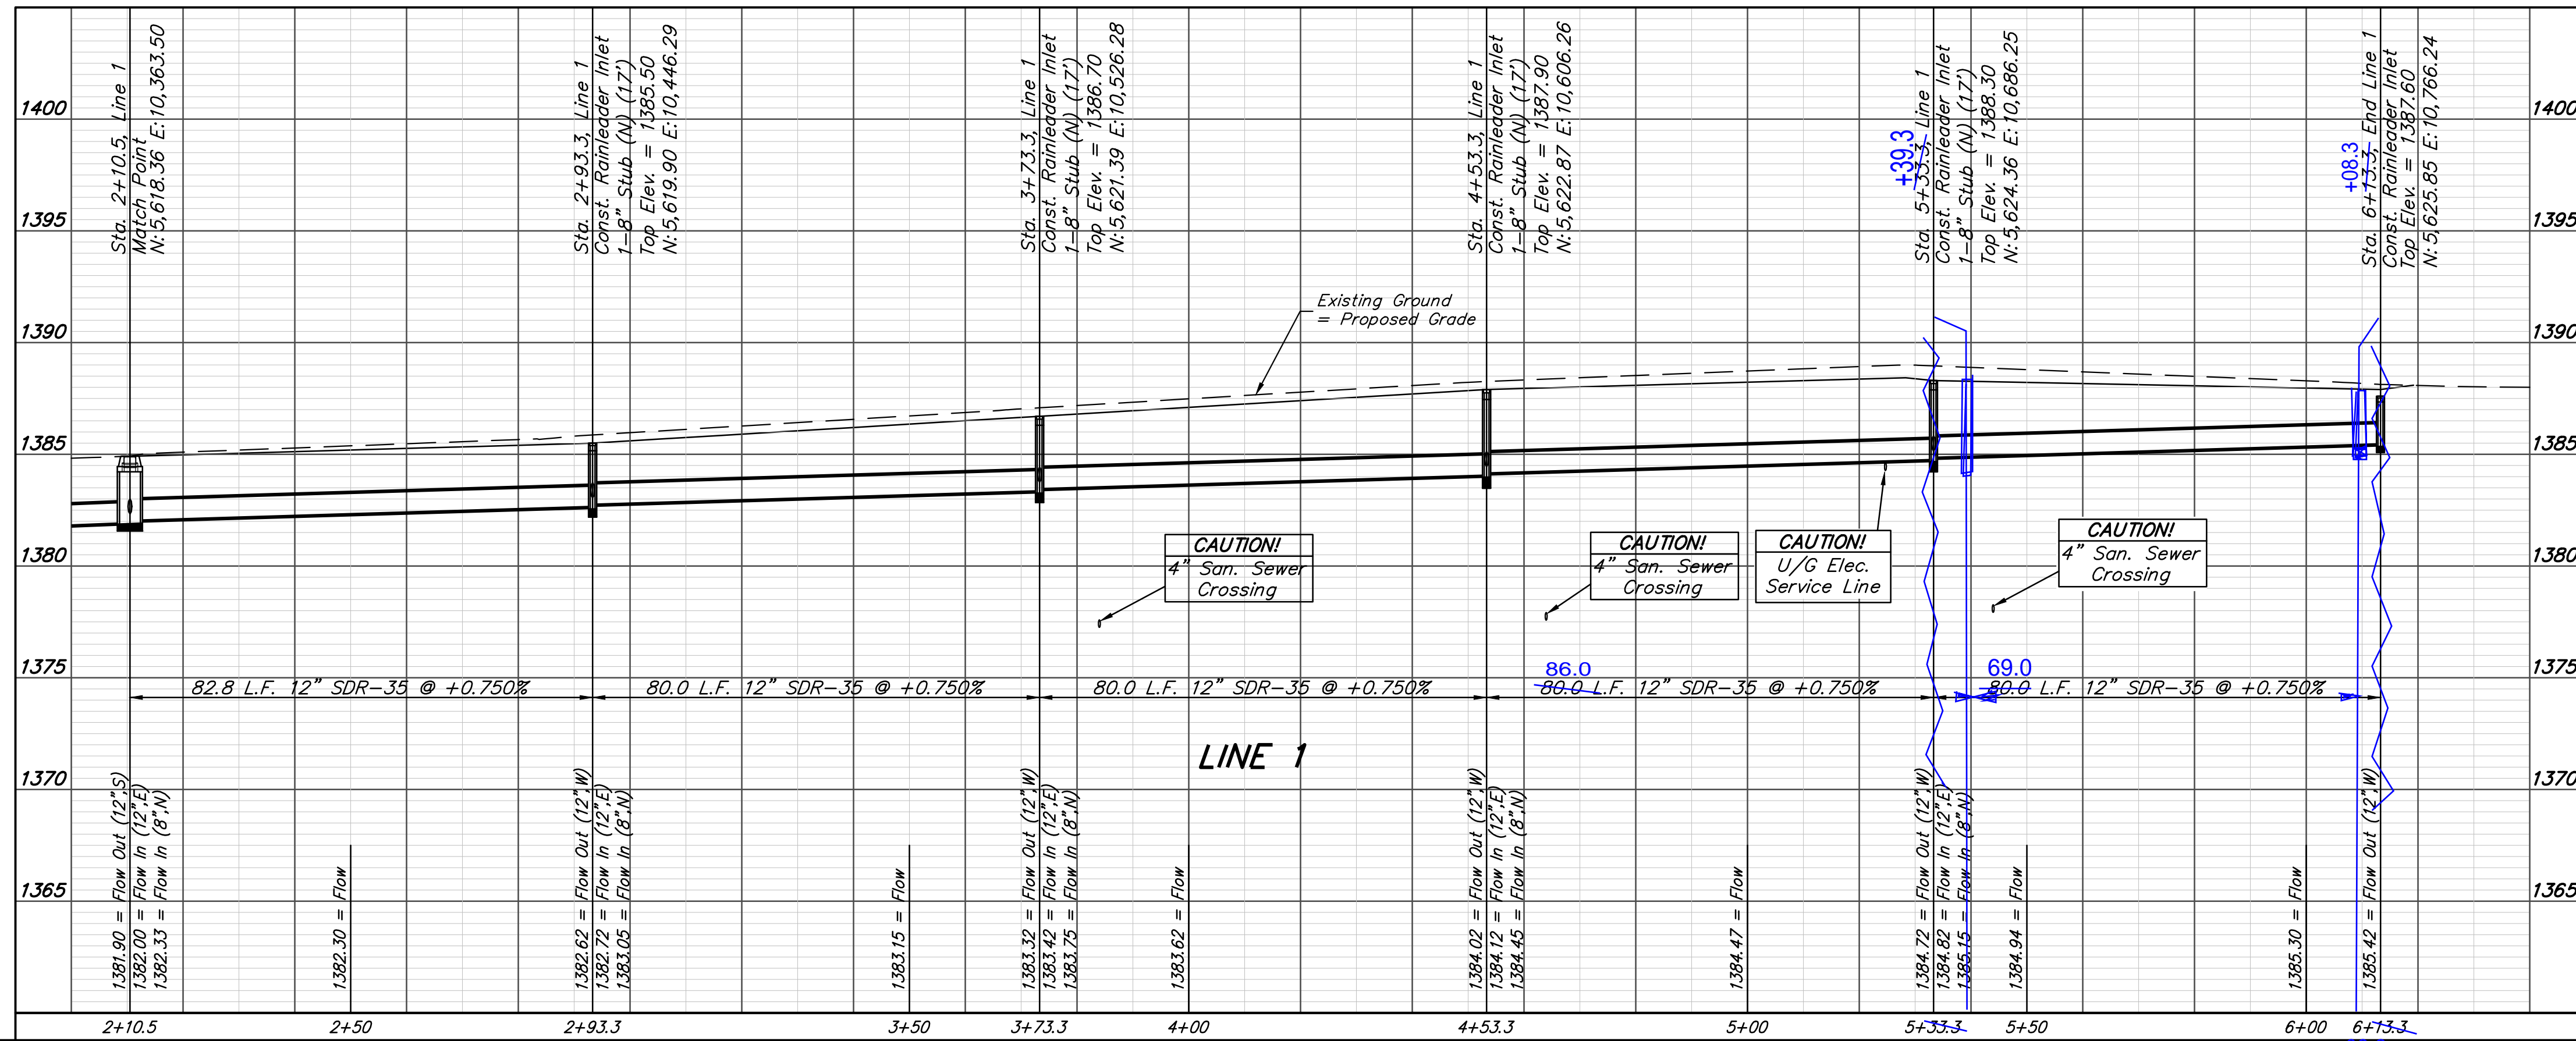 Sta. 2+10.5, Line 1
Match Point
N:5,618.36 E:10,363.50
Sta. 2+93.3, Line 1
Const. Rainleader Inlet
1-8" Stub (N) (17')
Top Elev. = 1385.50
N:5,619.90 E:10,446.29
Sta. 3+73.3, Line 1
Const. Rainleader Inlet
1-8" Stub (N) (17')
Top Elev. = 1386.70
N:5,621.39 E:10,526.28
Sta. 4+53.3, Line 1
Const. Rainleader Inlet
1-8" Stub (N) (17')
Top Elev. = 1387.90
N:5,622.87 E:10,606.26
+39.3
Sta. 5+33.3, Line 1
Const. Rainleader Inlet
1-8" Stub (N) (17')
Top Elev. = 1388.30
N:5,624.36 E:10,686.25
+08.3
Sta. 6+13.3, End Line 1
Const. Rainleader Inlet
Top Elev. = 1387.60
N:5,625.85 E:10,766.24
1400
1400
1395
1395
1390
1390
1385
1385
1380
1380
1375
1375
1370
1370
1365
1365
Existing Ground
= Proposed Grade
CAUTION!
4" San. Sewer
Crossing
CAUTION!
4" San. Sewer
Crossing
CAUTION!
U/G Elec.
Service Line
CAUTION!
4" San. Sewer
Crossing
86.0
69.0
82.8 L.F. 12" SDR-35 @ +0.750%
80.0 L.F. 12" SDR-35 @ +0.750%
80.0 L.F. 12" SDR-35 @ +0.750%
80.0 L.F. 12" SDR-35 @ +0.750%
80.0 L.F. 12" SDR-35 @ +0.750%
LINE 1
1381.90 = Flow Out (12",S)
1382.00 = Flow In (12",E)
1382.33 = Flow In (8",N)
1382.30 = Flow
1382.62 = Flow Out (12",W)
1382.72 = Flow In (12",E)
1383.05 = Flow In (8",N)
1383.15 = Flow
1383.32 = Flow Out (12",W)
1383.42 = Flow In (12",E)
1383.75 = Flow In (8",N)
1383.62 = Flow
1384.02 = Flow Out (12",W)
1384.12 = Flow In (12",E)
1384.45 = Flow In (8",N)
1384.47 = Flow
1384.72 = Flow Out (12",W)
1384.82 = Flow In (12",E)
1385.15 = Flow In (8",N)
1384.94 = Flow
1385.30 = Flow
1385.42 = Flow Out (12",W)
2+10.5
2+50
2+93.3
3+50
3+73.3
4+00
4+53.3
5+00
5+33.3
5+50
6+00
6+13.3